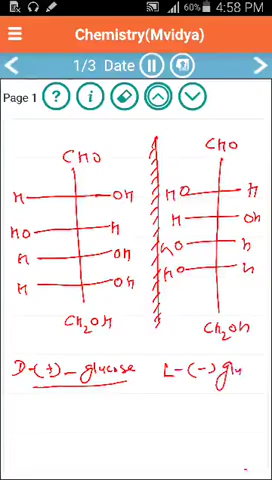 60% 4:58 PM
Chemistry(Mvidya)
1/3 Date
Page 1 ? i
CHO CHO
H OH HO H
HO H H OH
H OH HO H
H OH HO H
CH2OH CH2OH
D-(+)-glucose L-(-)glu